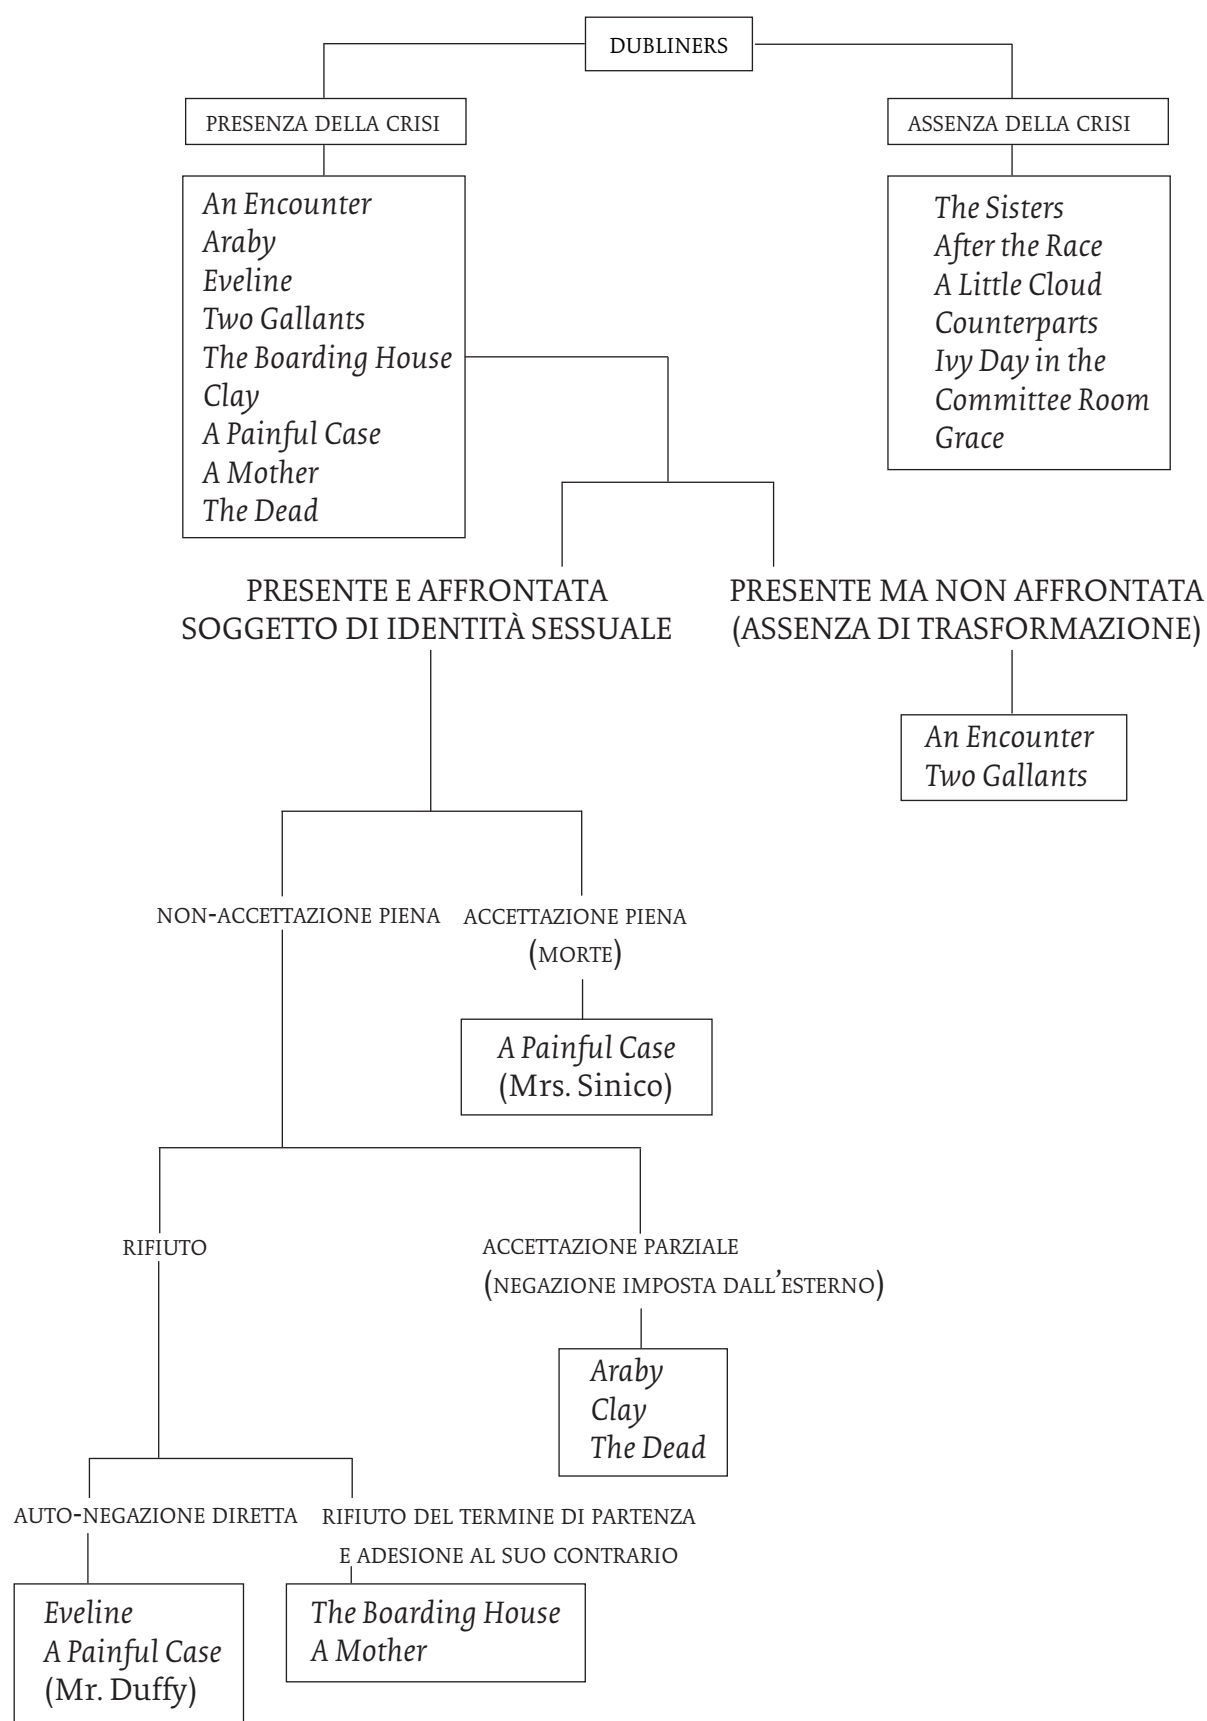 DUBLINERS
PRESENZA DELLA CRISI
ASSENZA DELLA CRISI
An Encounter
Araby
Eveline
Two Gallants
The Boarding House
Clay
A Painful Case
A Mother
The Dead
The Sisters
After the Race
A Little Cloud
Counterparts
Ivy Day in the
Committee Room
Grace
PRESENTE E AFFRONTATA
SOGGETTO DI IDENTITÀ SESSUALE
PRESENTE MA NON AFFRONTATA
(ASSENZA DI TRASFORMAZIONE)
An Encounter
Two Gallants
NON-ACCETTAZIONE PIENA
ACCETTAZIONE PIENA
(MORTE)
A Painful Case
(Mrs. Sinico)
RIFIUTO
ACCETTAZIONE PARZIALE
(NEGAZIONE IMPOSTA DALL'ESTERNO)
Araby
Clay
The Dead
AUTO-NEGAZIONE DIRETTA
RIFIUTO DEL TERMINE DI PARTENZA
E ADESIONE AL SUO CONTRARIO
Eveline
A Painful Case
(Mr. Duffy)
The Boarding House
A Mother